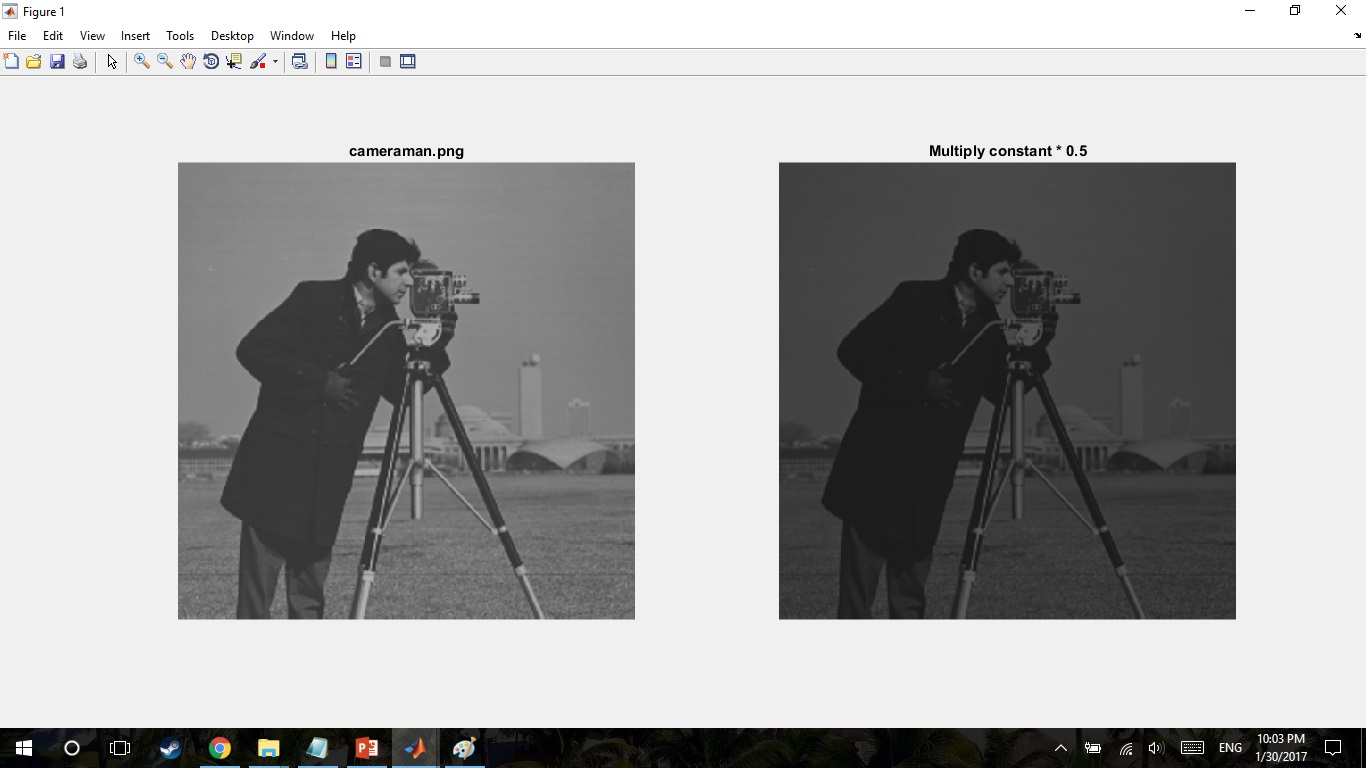 Figure 1
File Edit View Insert Tools Desktop Window Help
cameraman.png
Multiply constant * 0.5
ENG
10:03 PM
1/30/2017